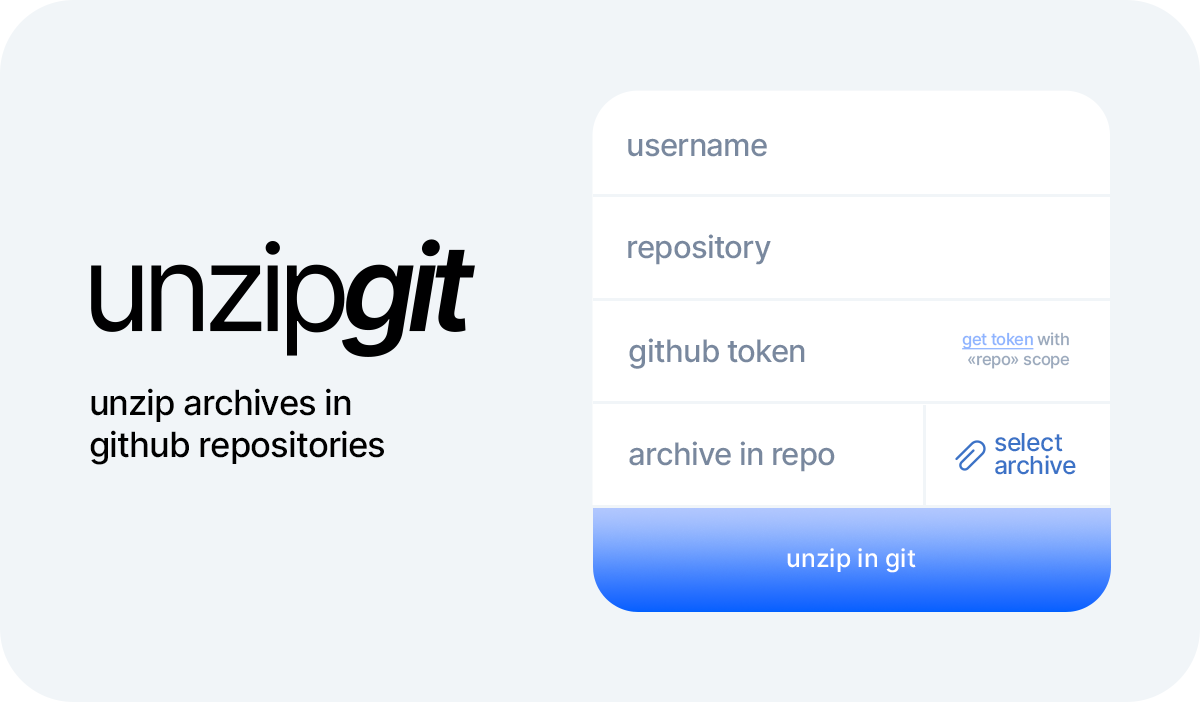 unzipgit
unzip archives in
github repositories
username
repository
github token
get token with
«repo» scope
archive in repo
select
archive
unzip in git